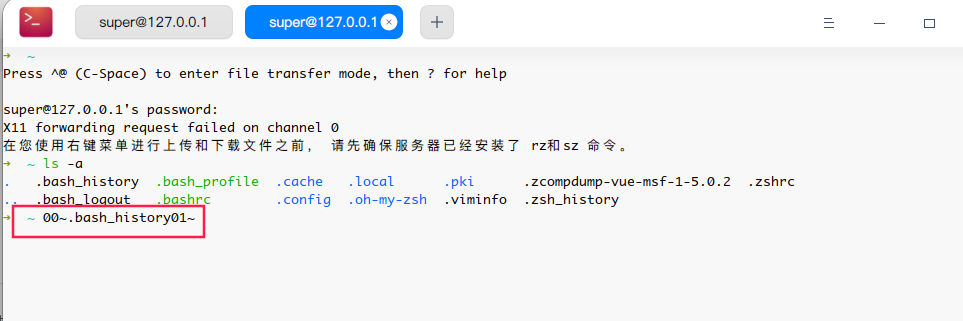 super@127.0.0.1 super@127.0.0.1
→ ~
Press ^@ (C-Space) to enter file transfer mode, then ? for help
super@127.0.0.1's password:
X11 forwarding request failed on channel 0
在您使用右键菜单进行上传和下载文件之前， 请先确保服务器已经安装了 rz和sz 命令。
→ ~ ls -a
. .bash_history .bash_profile .cache .local .pki .zcompdump-vue-msf-1-5.0.2 .zshrc
.. .bash_logout .bashrc .config .oh-my-zsh .viminfo .zsh_history
→ ~ 00~.bash_history01~